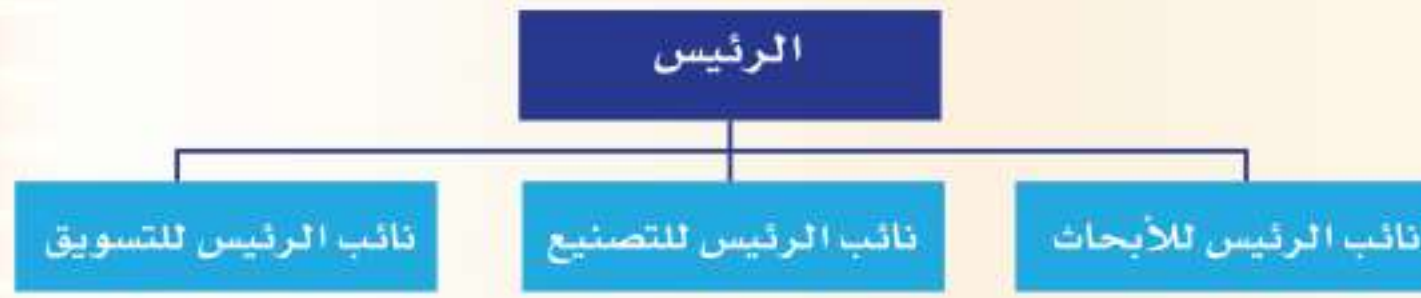 الرئيس
نائب الرئيس للأبحاث
نائب الرئيس للتصنيع
نائب الرئيس للتسويق